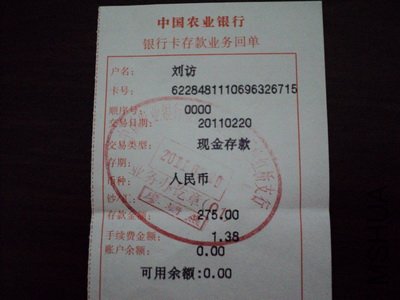 中国农业银行
银行卡存款业务回单
户名: 刘访
卡号: 6228481110696326715
顺序号: 0000
交易日期: 20110220
交易类型: 现金存款
存期:
币种: 人民币
存款金额: 275.00
手续费金额: 1.38
账户余额: 0.00
可用余额:0.00